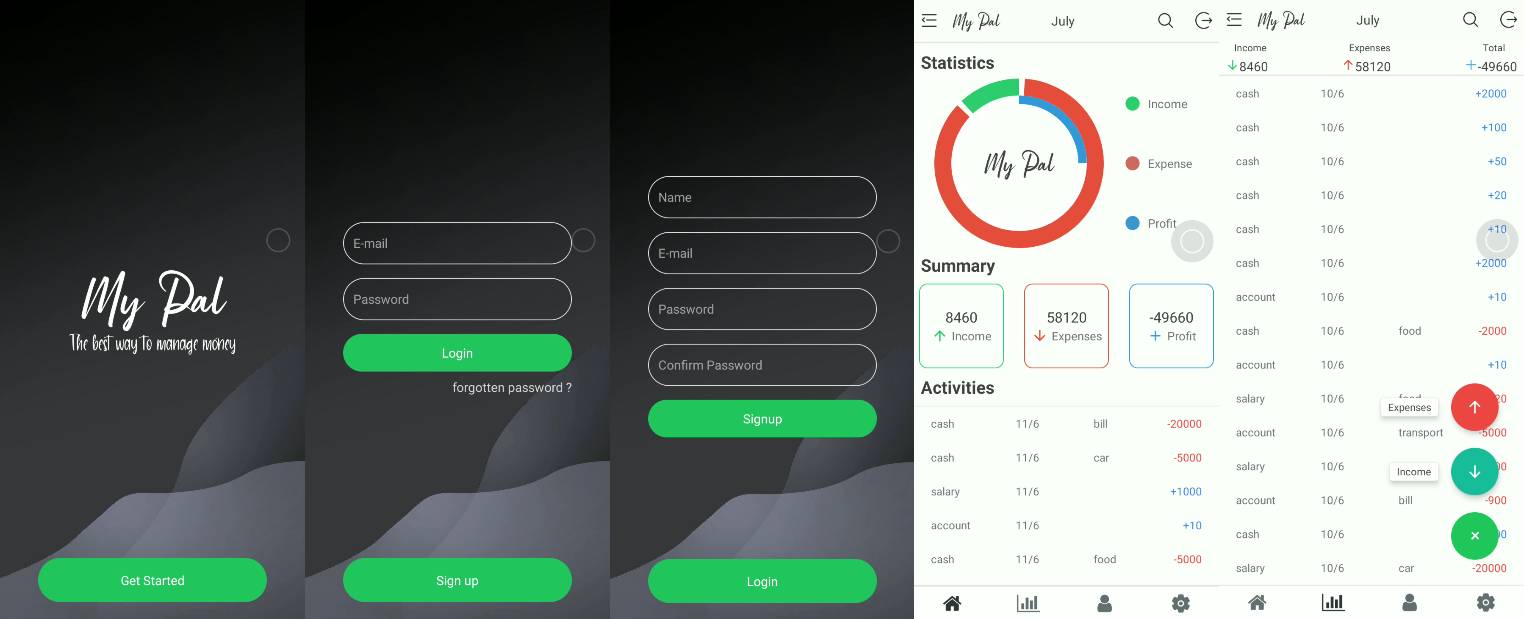 My Pal
The best way to manage money
Get Started
E-mail
Password
Login
forgotten password ?
Sign up
Name
E-mail
Password
Confirm Password
Signup
Login
My Pal July
Statistics
My Pal
Income
Expense
Profit
Summary
8460 58120 -49660
Income Expenses Profit
Activities
cash 11/6 bill -20000
cash 11/6 car -5000
salary 11/6 +1000
account 11/6 +10
cash 11/6 food -5000
My Pal July
Income Expenses Total
8460 58120 -49660
cash 10/6 +2000
cash 10/6 +100
cash 10/6 +50
cash 10/6 +20
cash 10/6 +10
cash 10/6 +2000
account 10/6 +10
cash 10/6 food -2000
account 10/6 +10
salary 10/6 food
Expenses
account 10/6 transport -5000
salary 10/6
Income
account 10/6 bill -900
cash 10/6
salary 10/6 car -20000